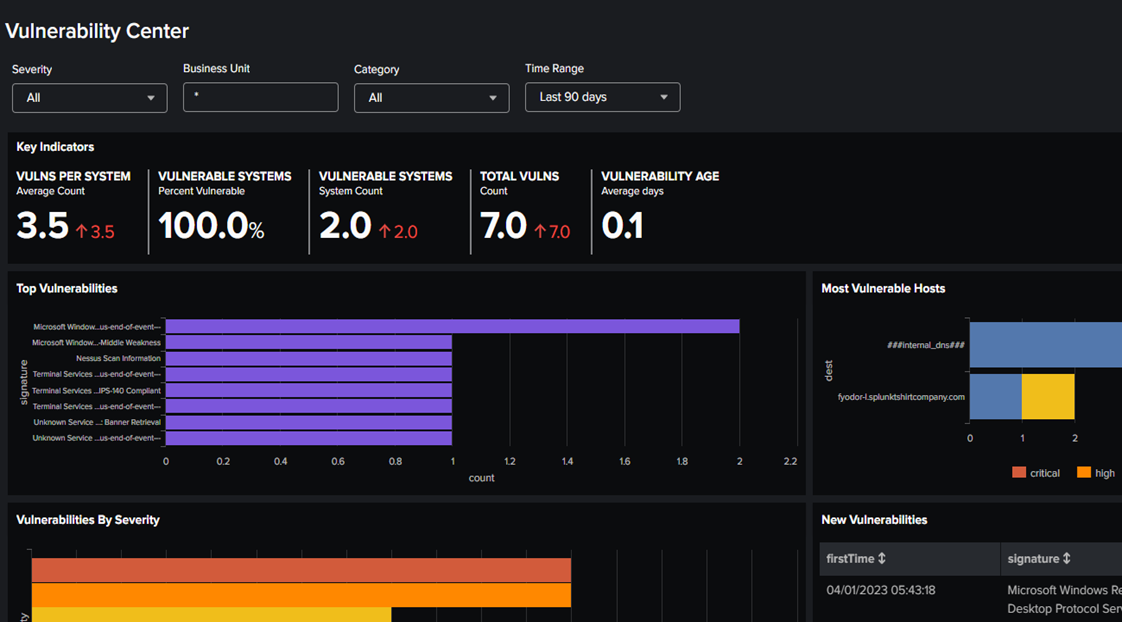 Vulnerability Center
Severity
Business Unit
Category
Time Range
All
*
All
Last 90 days
Key Indicators
VULNS PER SYSTEM
Average Count
3.5 ↑3.5
VULNERABLE SYSTEMS
Percent Vulnerable
100.0%
VULNERABLE SYSTEMS
System Count
2.0 ↑2.0
TOTAL VULNS
Count
7.0 ↑7.0
VULNERABILITY AGE
Average days
0.1
Top Vulnerabilities
signature
Microsoft Window...us-end-of-event---
Microsoft Window...-Middle Weakness
Nessus Scan Information
Terminal Services ...us-end-of-event---
Terminal Services ...IPS-140 Compliant
Terminal Services ...us-end-of-event---
Unknown Service ...: Banner Retrieval
Unknown Service ...us-end-of-event---
0 0.2 0.4 0.6 0.8 1 1.2 1.4 1.6 1.8 2 2.2
count
Most Vulnerable Hosts
dest
###internal_dns###
fyodor-l.splunktshirtcompany.com
0 1 2
critical high
Vulnerabilities By Severity
New Vulnerabilities
firstTime signature
04/01/2023 05:43:18 Microsoft Windows Re
Desktop Protocol Serv